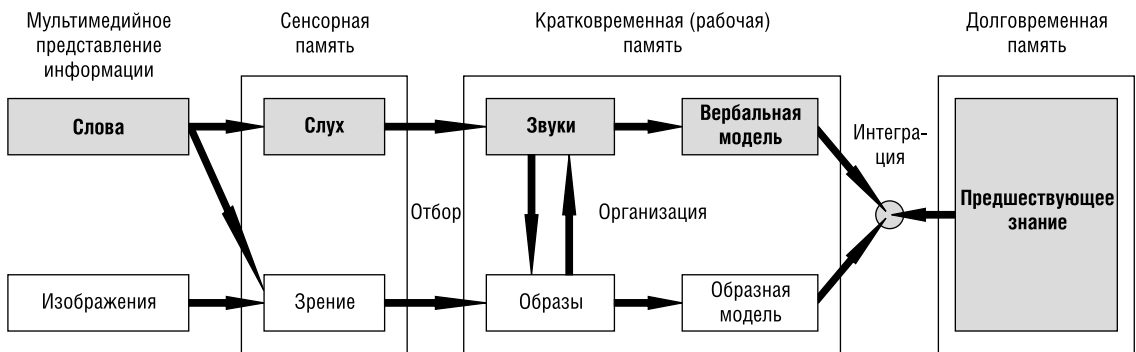 Мультимедийное
представление
информации
Сенсорная
память
Кратковременная (рабочая)
память
Долговременная
память
Слова
Слух
Звуки
Вербальная
модель
Интегра-
ция
Отбор
Организация
Предшествующее
знание
Изображения
Зрение
Образы
Образная
модель